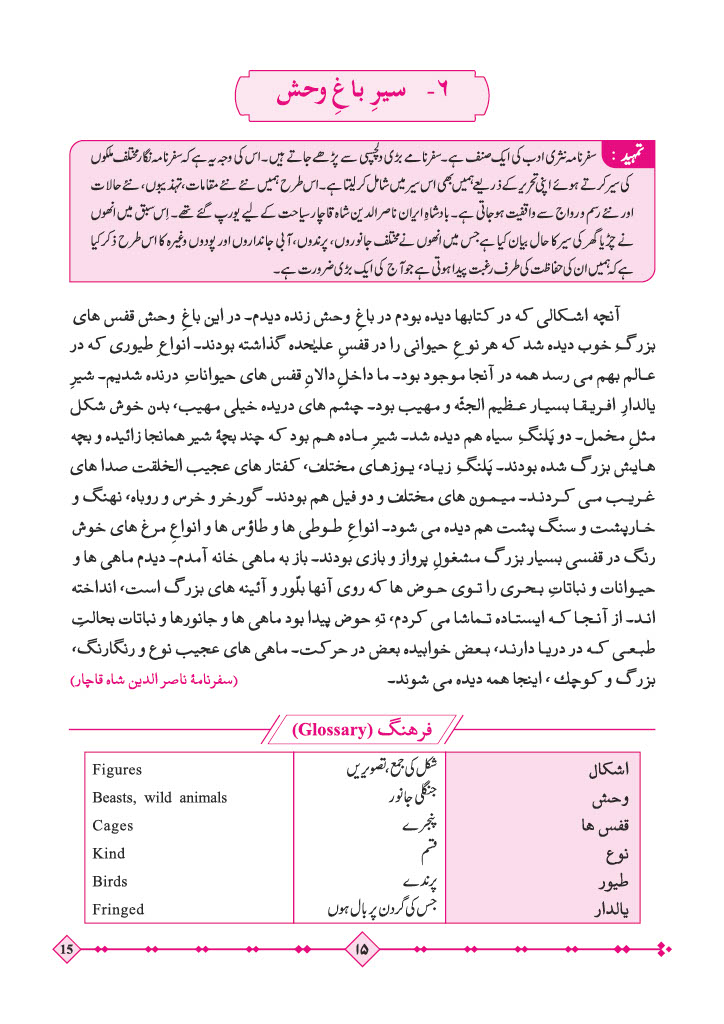 ۶- سیرِ باغِ وحش
تمہید : سفرنامہ نثری ادب کی ایک صنف ہے۔ سفرنامے بڑی دلچسپی سے پڑھے جاتے ہیں۔ اس کی وجہ یہ ہے کہ سفرنامہ نگار مختلف ملکوں
کی سیر کرتے ہوئے اپنی تحریر کے ذریعے ہمیں بھی اس سیر میں شامل کر لیتا ہے۔ اس طرح ہمیں نئے نئے مقامات، تہذیبوں، نئے حالات
اور نئے رسم و رواج سے واقفیت ہو جاتی ہے۔ بادشاہِ ایران ناصر الدین شاہ قاچار سیاحت کے لیے یورپ گئے تھے۔ اِس سبق میں انھوں
نے چڑیا گھر کی سیر کا حال بیان کیا ہے جس میں انھوں نے مختلف جانوروں، پرندوں، آبی جانداروں اور پودوں وغیرہ کا اس طرح ذکر کیا
ہے کہ ہمیں ان کی حفاظت کی طرف رغبت پیدا ہوتی ہے جو آج کی ایک بڑی ضرورت ہے۔
آنچه اشکالی که در کتابها دیده بودم در باغِ وحش زنده دیدم۔ در این باغِ وحش قفس های
بزرگِ خوب دیده شد که هر نوعِ حیوانی را در قفسِ علیٰحده گذاشته بودند۔ انواعِ طیوری که در
عالم بهم می رسد همه در آنجا موجود بود۔ ما داخلِ دالانِ قفس های حیواناتِ درنده شدیم۔ شیرِ
یالدارِ افریقا بسیار عظیم الجثّه و مهیب بود۔ چشم های دریده خیلی مهیب، بدن خوش شکل
مثلِ مخمل۔ دو پَلنگِ سیاه هم دیده شد۔ شیرِ ماده هم بود که چند بچۀ شیر همانجا زائیده و بچه
هایش بزرگ شده بودند۔ پَلنگِ زیاد، یوزهای مختلف، کفتار های عجیب الخلقت صدا های
غریب می کردند۔ میمون های مختلف و دو فیل هم بودند۔ گورخر و خرس و روباه، نهنگ و
خارپشت و سنگ پشت هم دیده می شود۔ انواعِ طوطی ها و طاؤس ها و انواعِ مرغ های خوش
رنگ در قفسی بسیار بزرگ مشغولِ پرواز و بازی بودند۔ باز به ماهی خانه آمدم۔ دیدم ماهی ها و
حیوانات و نباتاتِ بحری را توی حوض ها که روی آنها بلّور و آئینه های بزرگ است، انداخته
اند۔ از آنجا که ایستاده تماشا می کردم، تهِ حوض پیدا بود ماهی ها و جانورها و نباتات بحالتِ
طبعی که در دریا دارند، بعض خوابیده بعض در حرکت۔ ماهی های عجیب نوع و رنگارنگ،
بزرگ و کوچك ، اینجا همه دیده می شوند۔ (سفرنامۀ ناصر الدین شاه قاچار)
فرهنگ (Glossary)
اشکال شکل کی جمع، تصویریں Figures
وحش جنگلی جانور Beasts, wild animals
قفس ها پنجرے Cages
نوع قسم Kind
طیور پرندے Birds
یالدار جس کی گردن پر بال ہوں Fringed
15 ۱۵